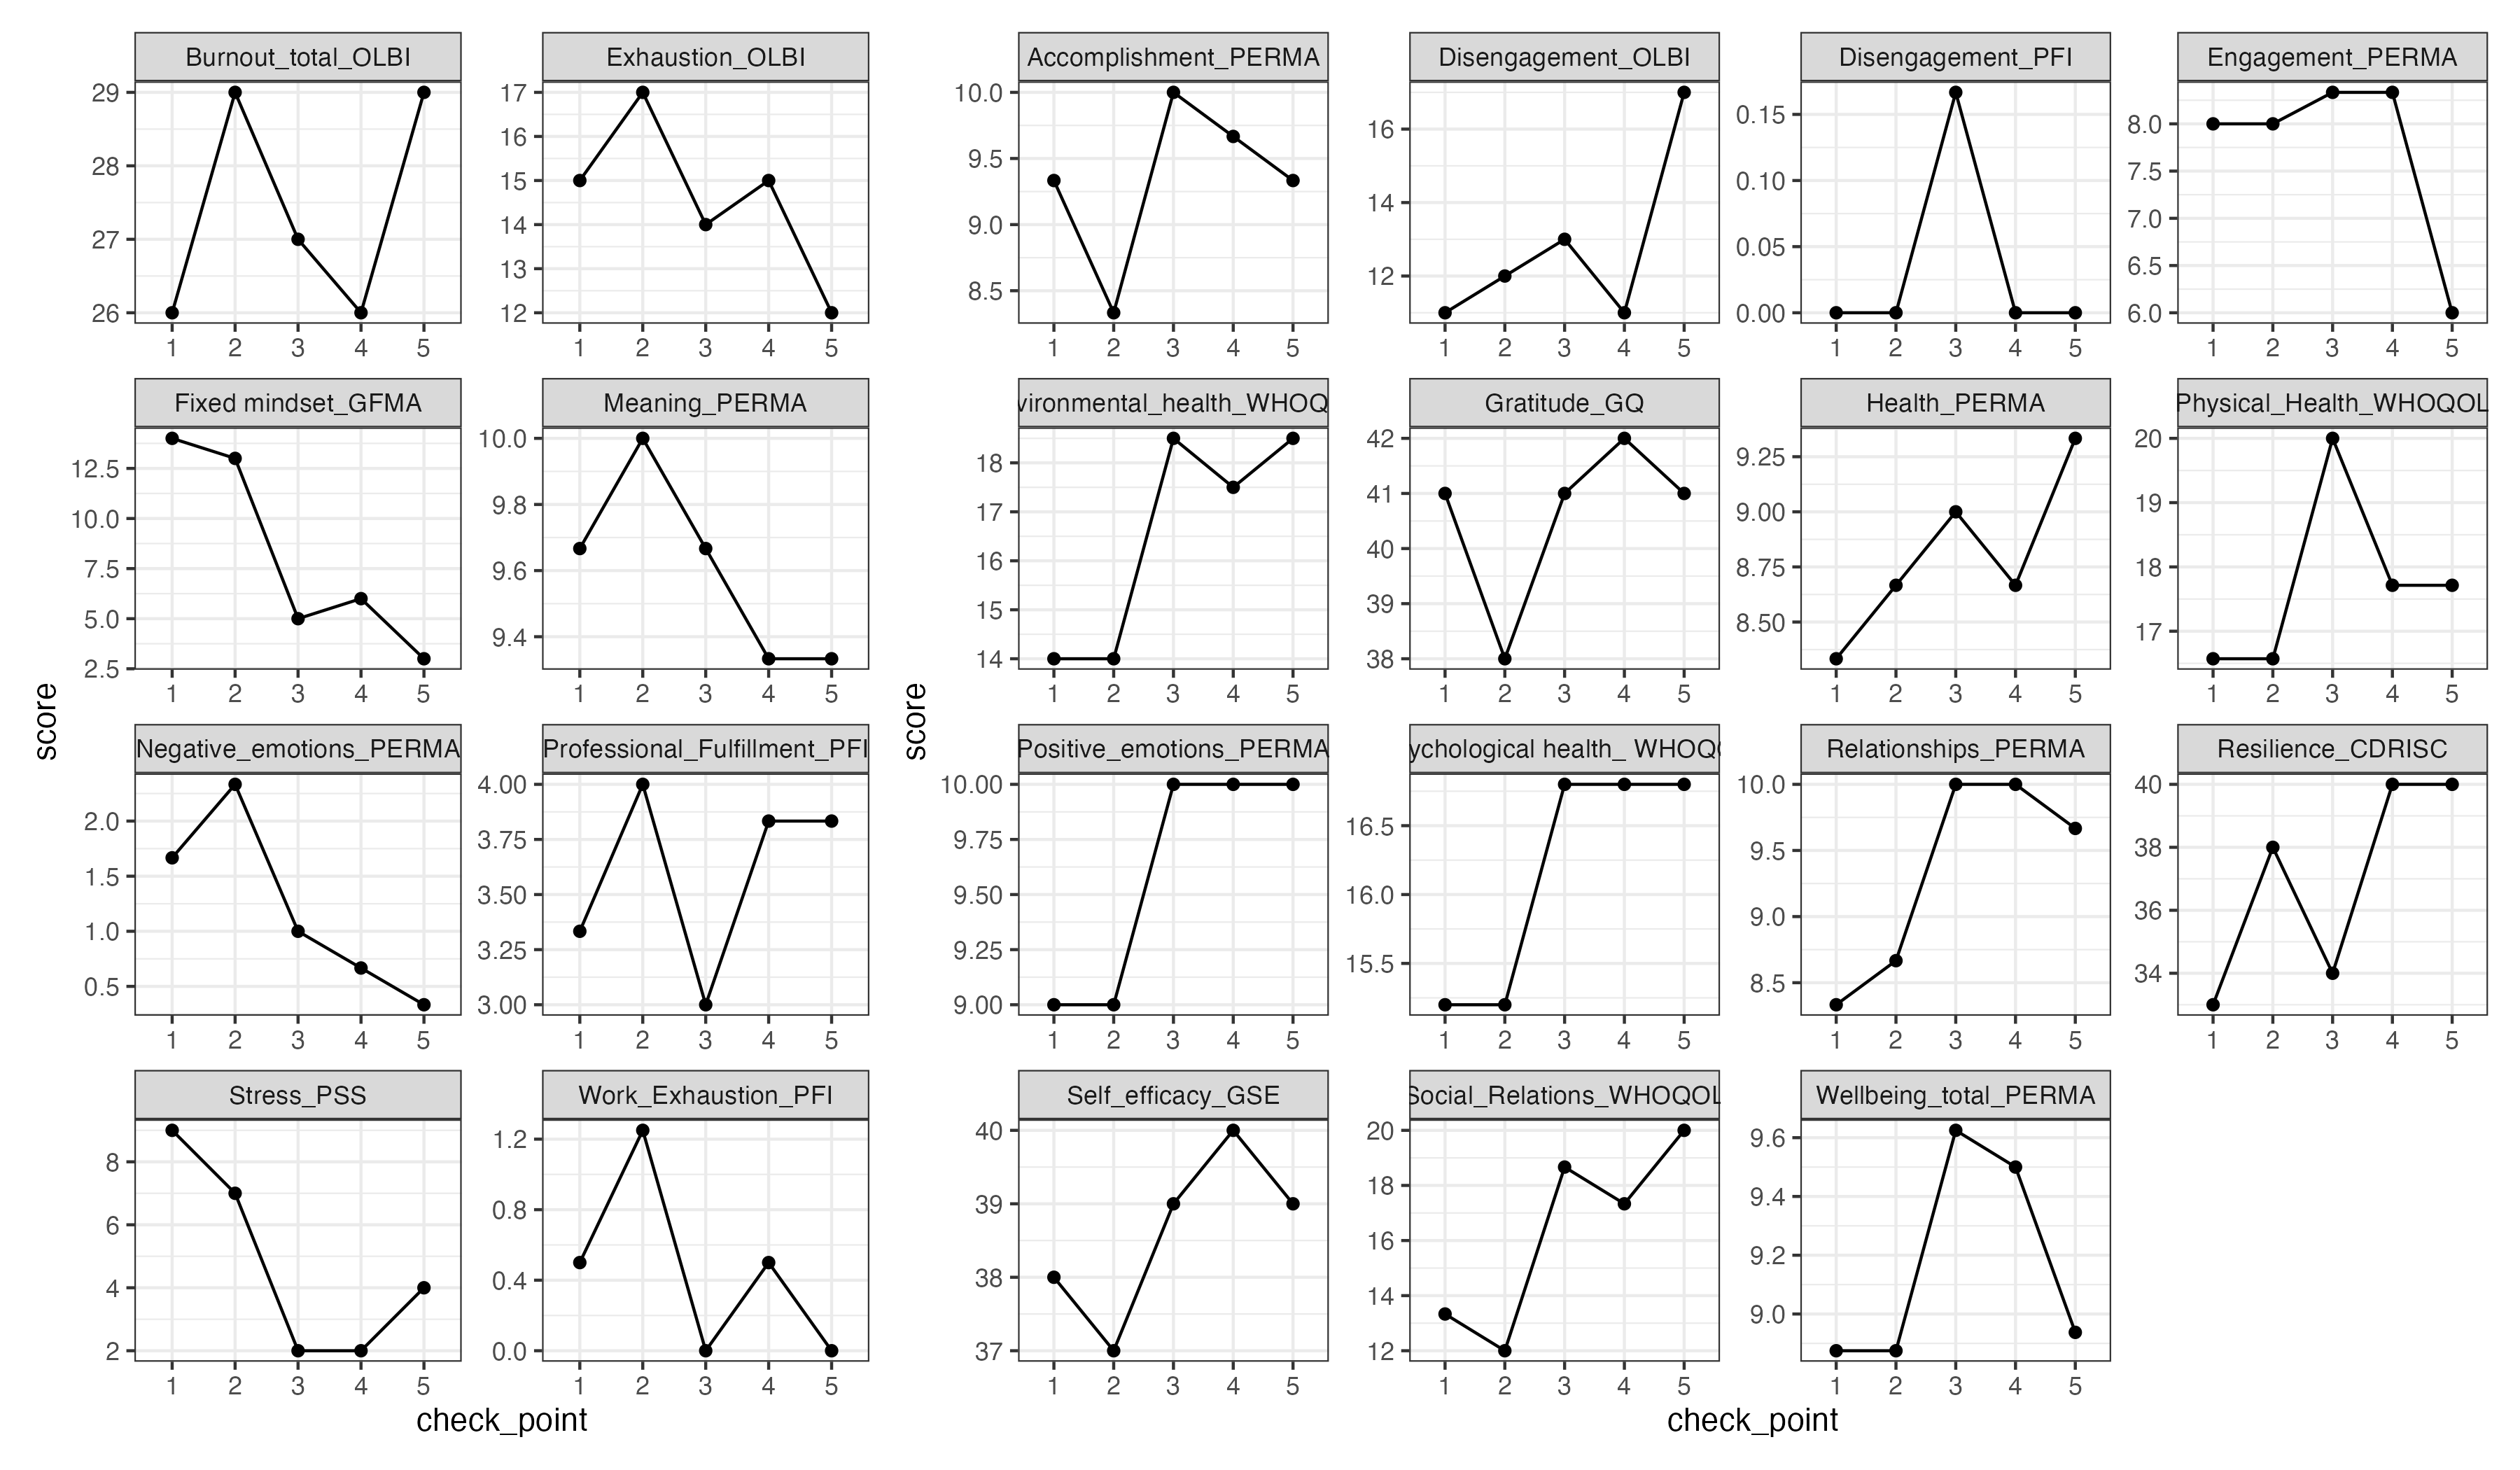 Burnout_total_OLBI Exhaustion_OLBI Accomplishment_PERMA Disengagement_OLBI Disengagement_PFI Engagement_PERMA
29 28 27 26
17 16 15 14 13 12
10.0 9.5 9.0 8.5
16 14 12
0.15 0.10 0.05 0.00
8.0 7.5 7.0 6.5 6.0
1 2 3 4 5 1 2 3 4 5 1 2 3 4 5 1 2 3 4 5 1 2 3 4 5 1 2 3 4 5
Fixed mindset_GFMA Meaning_PERMA vironmental_health_WHOQ Gratitude_GQ Health_PERMA Physical_Health_WHOQOL
12.5 10.0 7.5 5.0 2.5
10.0 9.8 9.6 9.4
18 17 16 15 14
42 41 40 39 38
9.25 9.00 8.75 8.50
20 19 18 17
1 2 3 4 5 1 2 3 4 5 1 2 3 4 5 1 2 3 4 5 1 2 3 4 5 1 2 3 4 5
score score
Negative_emotions_PERMA Professional_Fulfillment_PFI Positive_emotions_PERMA ychological health_ WHOQ Relationships_PERMA Resilience_CDRISC
2.0 1.5 1.0 0.5
4.00 3.75 3.50 3.25 3.00
10.00 9.75 9.50 9.25 9.00
16.5 16.0 15.5
10.0 9.5 9.0 8.5
40 38 36 34
1 2 3 4 5 1 2 3 4 5 1 2 3 4 5 1 2 3 4 5 1 2 3 4 5 1 2 3 4 5
Stress_PSS Work_Exhaustion_PFI Self_efficacy_GSE Social_Relations_WHOQOL Wellbeing_total_PERMA
8 6 4 2
1.2 0.8 0.4 0.0
40 39 38 37
20 18 16 14 12
9.6 9.4 9.2 9.0
1 2 3 4 5 1 2 3 4 5 1 2 3 4 5 1 2 3 4 5 1 2 3 4 5
check_point check_point